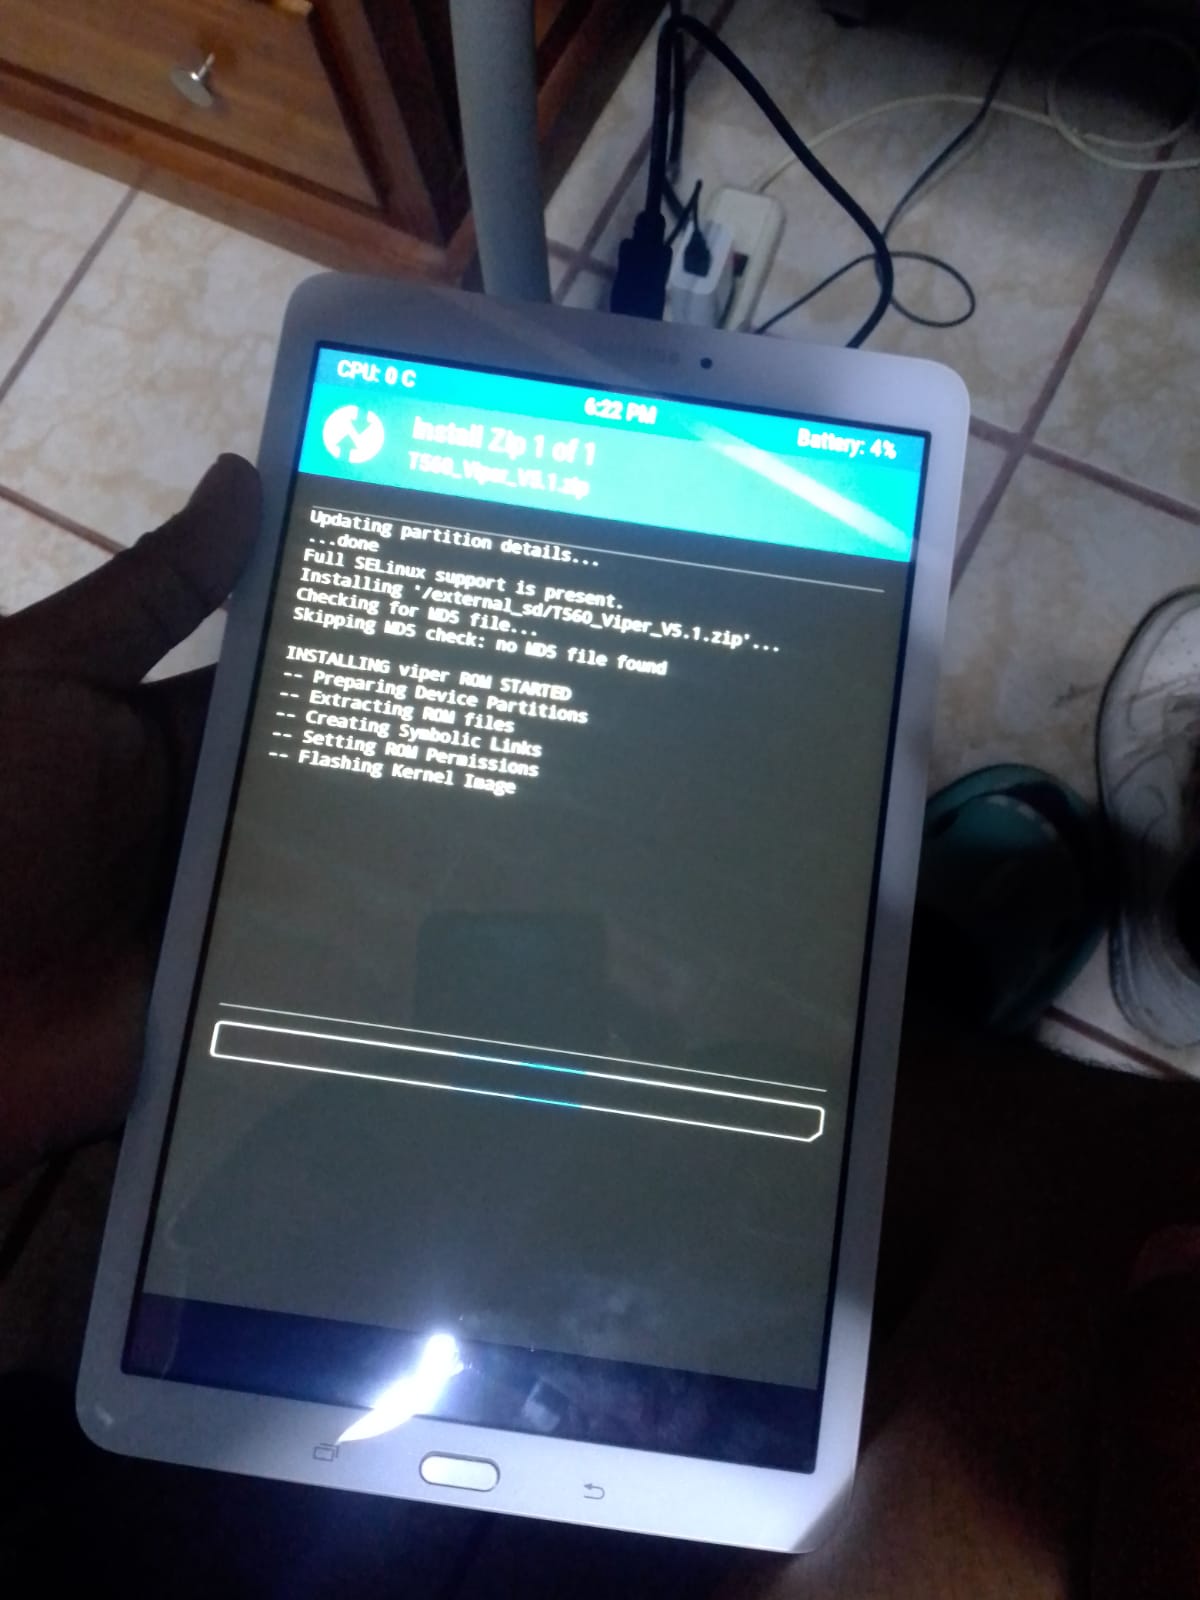 CPU: 0 C
6:22 PM
Battery: 4%
Install Zip 1 of 1
T560_Viper_V5.1.zip
Updating partition details...
...done
Full SELinux support is present.
Installing '/external_sd/T560_Viper_V5.1.zip'...
Checking for MD5 file...
Skipping MD5 check: no MD5 file found
INSTALLING viper ROM STARTED
-- Preparing Device Partitions
-- Extracting ROM files
-- Creating Symbolic Links
-- Setting ROM Permissions
-- Flashing Kernel Image